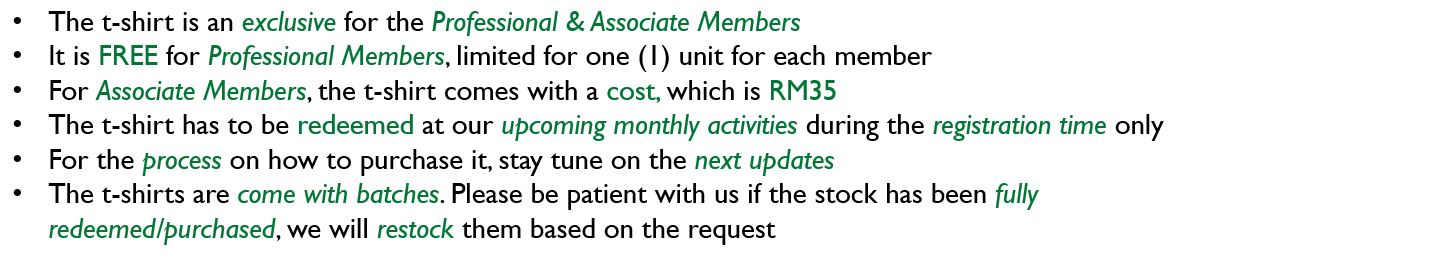 • The t-shirt is an exclusive for the Professional & Associate Members
• It is FREE for Professional Members, limited for one (1) unit for each member
• For Associate Members, the t-shirt comes with a cost, which is RM35
• The t-shirt has to be redeemed at our upcoming monthly activities during the registration time only
• For the process on how to purchase it, stay tune on the next updates
• The t-shirts are come with batches. Please be patient with us if the stock has been fully
redeemed/purchased, we will restock them based on the request